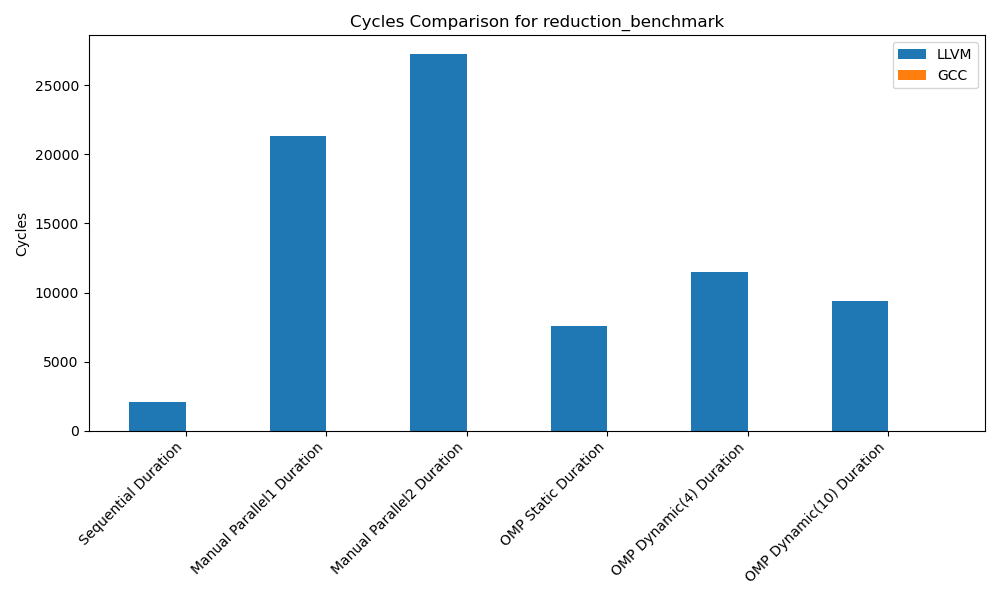 Cycles Comparison for reduction_benchmark
LLVM
GCC
Cycles
25000
20000
15000
10000
5000
0
Sequential Duration
Manual Parallel1 Duration
Manual Parallel2 Duration
OMP Static Duration
OMP Dynamic(4) Duration
OMP Dynamic(10) Duration